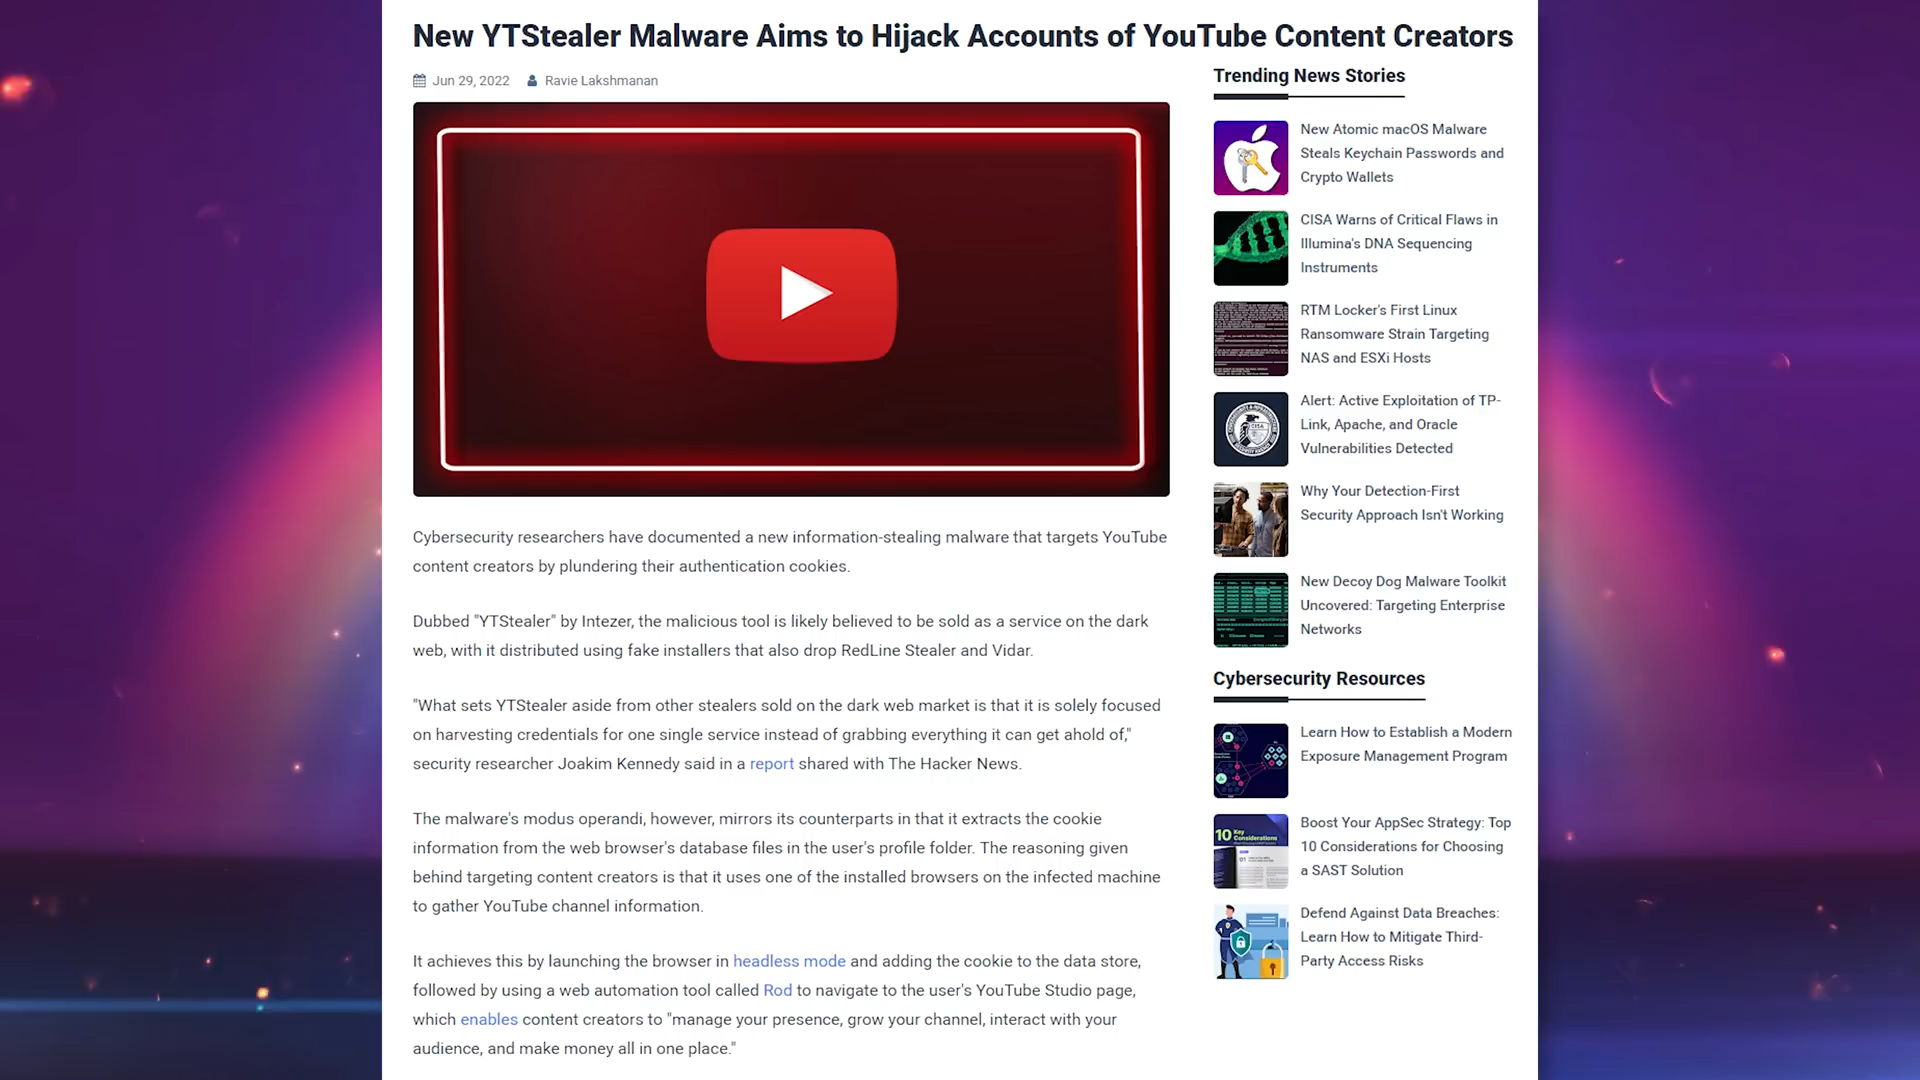 New YTStealer Malware Aims to Hijack Accounts of YouTube Content Creators
Jun 29, 2022 Ravie Lakshmanan
Cybersecurity researchers have documented a new information-stealing malware that targets YouTube
content creators by plundering their authentication cookies.
Dubbed "YTStealer" by Intezer, the malicious tool is likely believed to be sold as a service on the dark
web, with it distributed using fake installers that also drop RedLine Stealer and Vidar.
"What sets YTStealer aside from other stealers sold on the dark web market is that it is solely focused
on harvesting credentials for one single service instead of grabbing everything it can get ahold of,"
security researcher Joakim Kennedy said in a report shared with The Hacker News.
The malware's modus operandi, however, mirrors its counterparts in that it extracts the cookie
information from the web browser's database files in the user's profile folder. The reasoning given
behind targeting content creators is that it uses one of the installed browsers on the infected machine
to gather YouTube channel information.
It achieves this by launching the browser in headless mode and adding the cookie to the data store,
followed by using a web automation tool called Rod to navigate to the user's YouTube Studio page,
which enables content creators to "manage your presence, grow your channel, interact with your
audience, and make money all in one place."
Trending News Stories
New Atomic macOS Malware
Steals Keychain Passwords and
Crypto Wallets
CISA Warns of Critical Flaws in
Illumina's DNA Sequencing
Instruments
RTM Locker's First Linux
Ransomware Strain Targeting
NAS and ESXi Hosts
Alert: Active Exploitation of TP-
Link, Apache, and Oracle
Vulnerabilities Detected
Why Your Detection-First
Security Approach Isn't Working
New Decoy Dog Malware Toolkit
Uncovered: Targeting Enterprise
Networks
Cybersecurity Resources
Learn How to Establish a Modern
Exposure Management Program
10 Key
Considerations
Boost Your AppSec Strategy: Top
10 Considerations for Choosing
a SAST Solution
Defend Against Data Breaches:
Learn How to Mitigate Third-
Party Access Risks